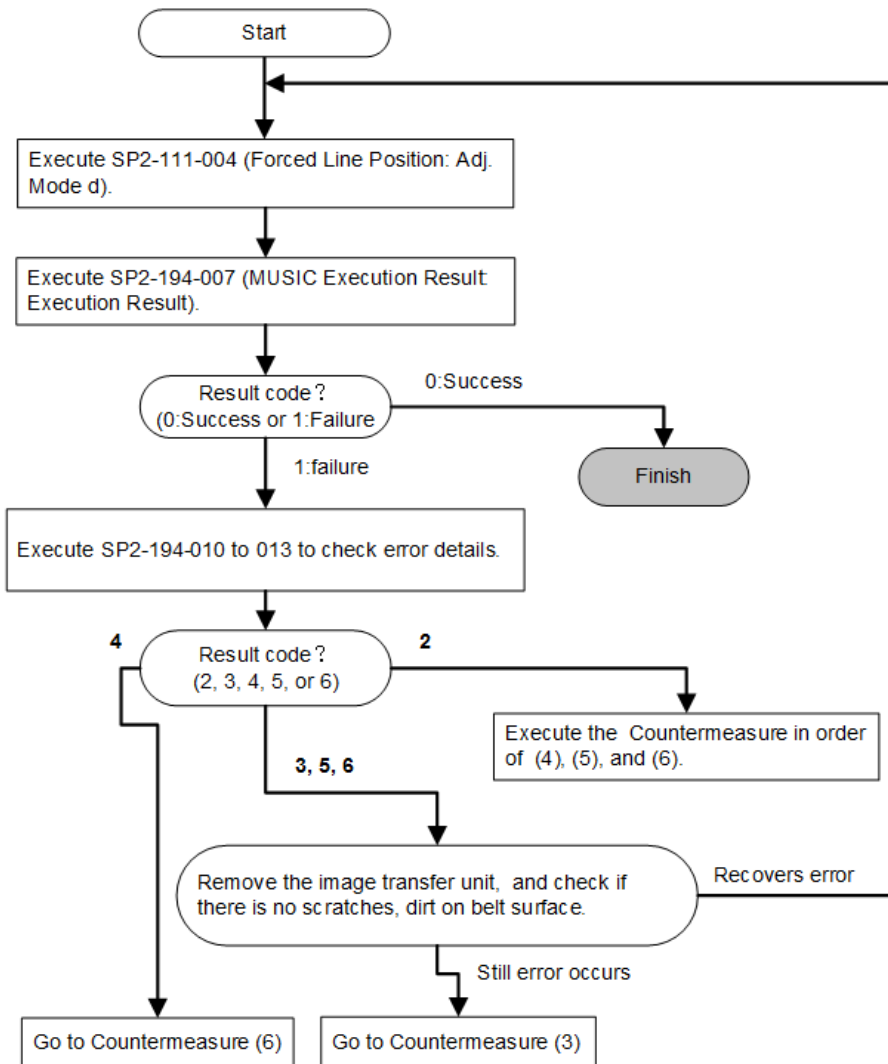 Start
Execute SP2-111-004 (Forced Line Position: Adj.
Mode d).
Execute SP2-194-007 (MUSIC Execution Result:
Execution Result).
Result code?
(0:Success or 1:Failure
0:Success
1:failure
Finish
Execute SP2-194-010 to 013 to check error details.
4
Result code?
(2, 3, 4, 5, or 6)
2
Execute the Countermeasure in order
of (4), (5), and (6).
3, 5, 6
Remove the image transfer unit, and check if
there is no scratches, dirt on belt surface.
Recovers error
Still error occurs
Go to Countermeasure (6)
Go to Countermeasure (3)